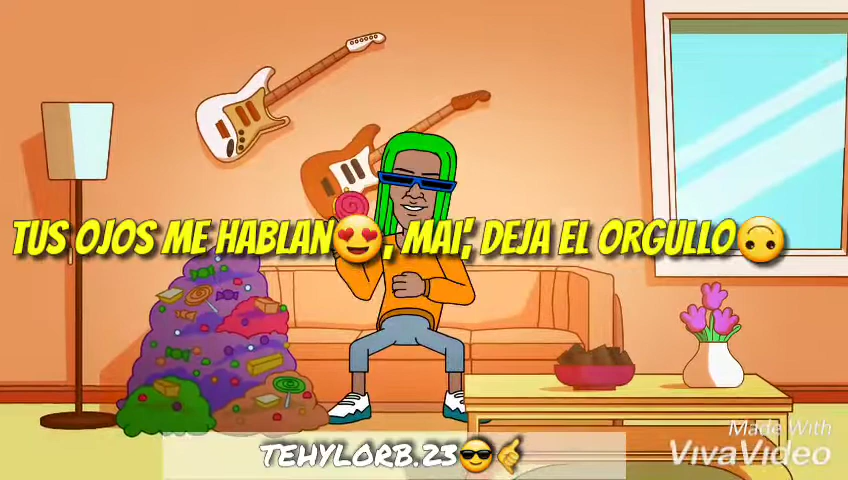 TUS OJOS ME HABLAN😍, MAI', DEJA EL ORGULLO🙃
TEHYLORB.23😎🤙
Made With
VivaVideo